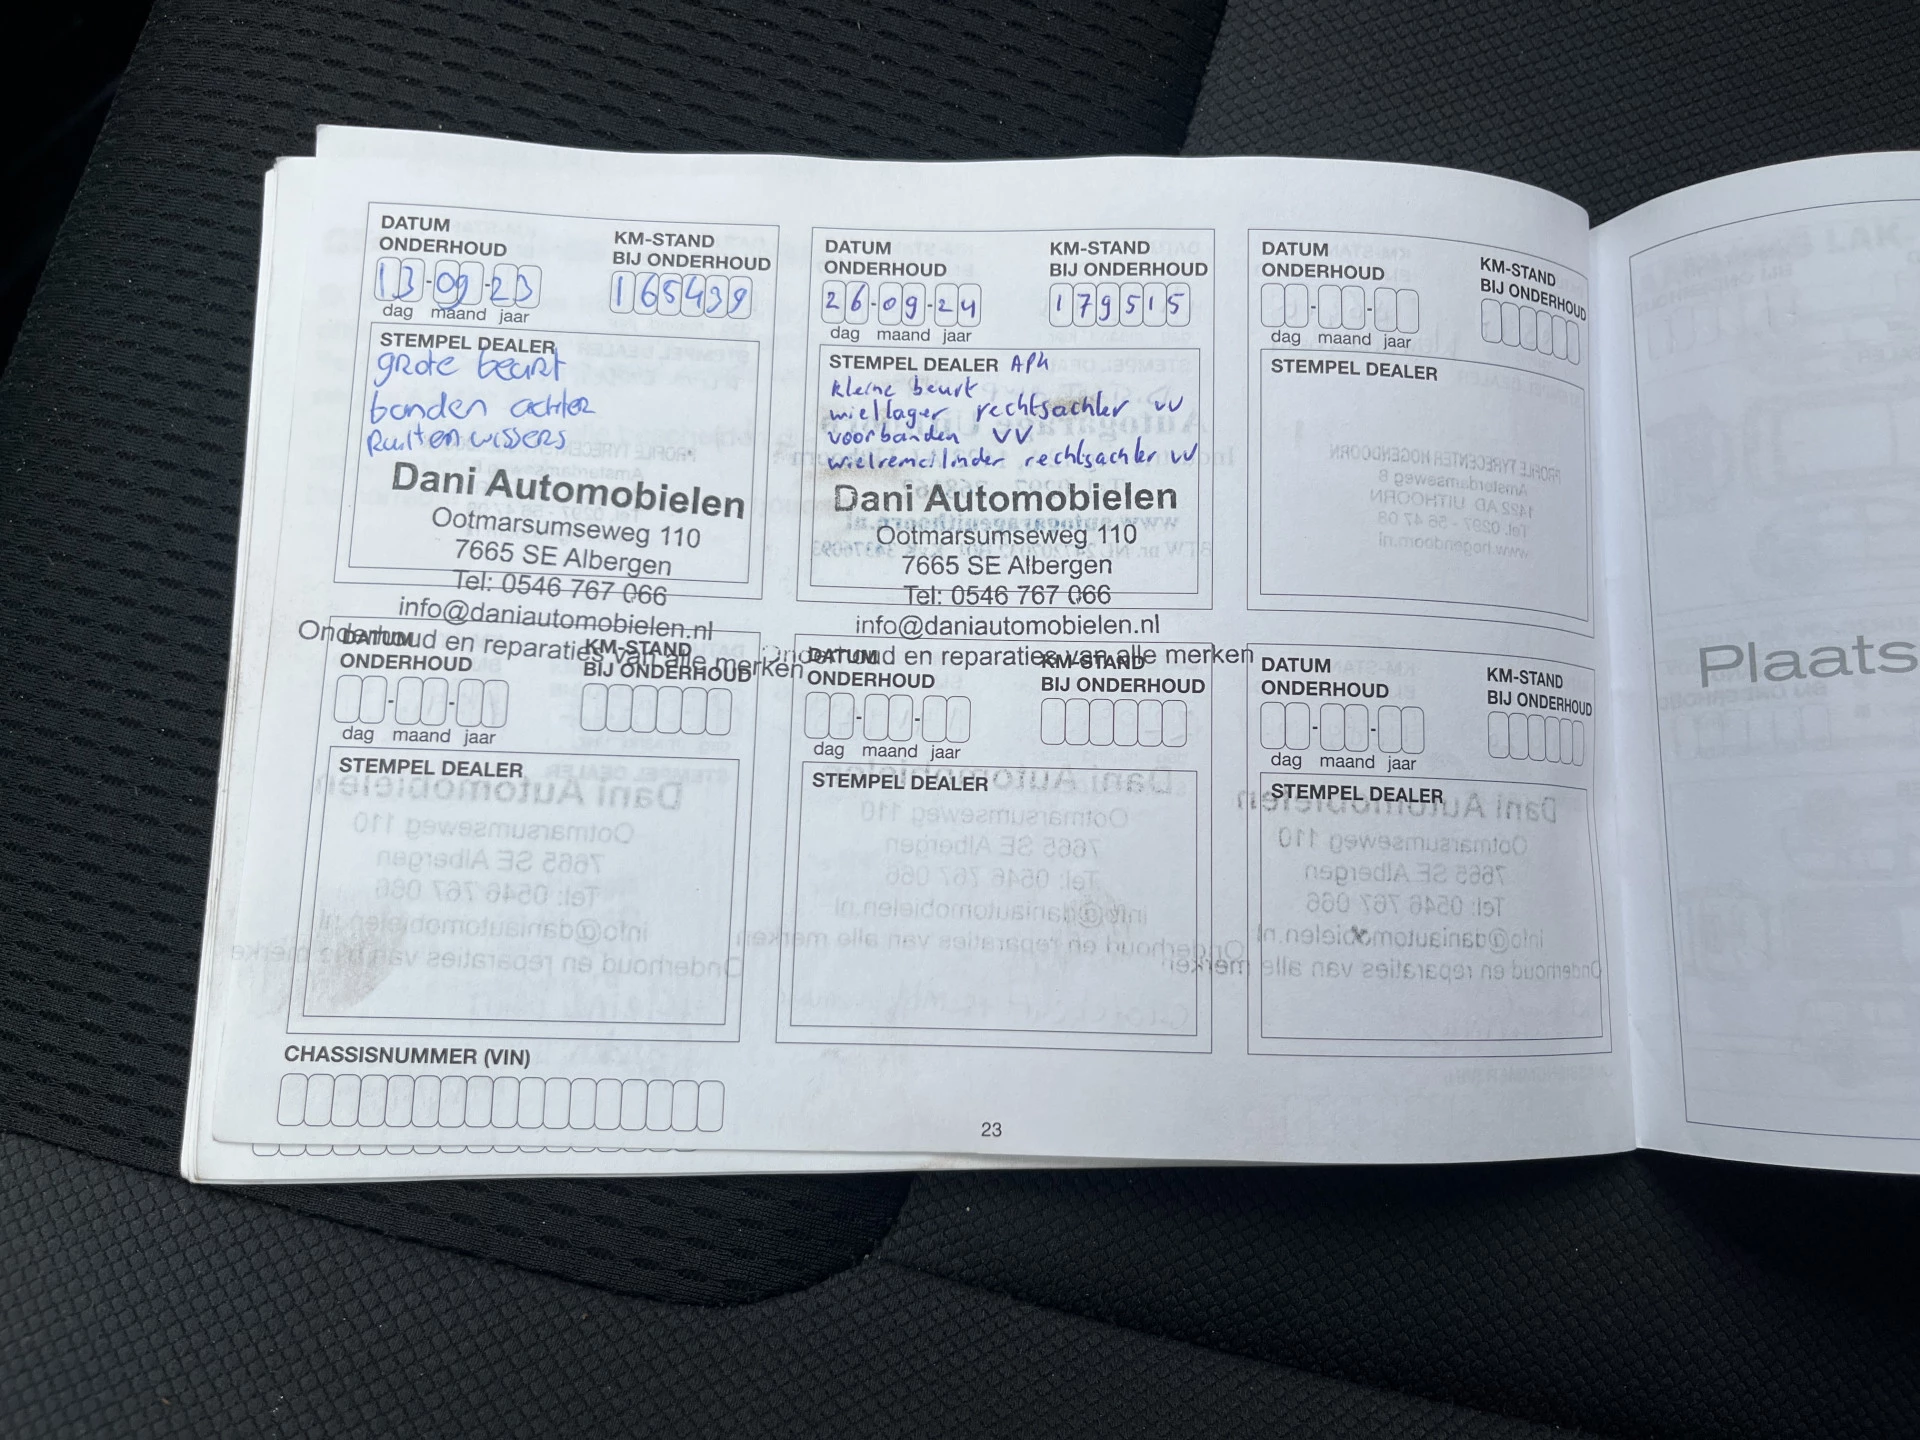 DATUM
ONDERHOUD
KM-STAND
BIJ ONDERHOUD
13-09-23
165439
dag maand jaar
STEMPEL DEALER
grote beurt
banden achter
Ruitenwissers
Dani Automobielen
Ootmarsumseweg 110
7665 SE Albergen
Tel: 0546 767 066
info@daniautomobielen.nl
Onderhoud en reparaties van alle merken
DATUM
ONDERHOUD
KM-STAND
BIJ ONDERHOUD
26-09-24
179515
dag maand jaar
STEMPEL DEALER APK
kleine beurt
wiellager rechtsachter vv
voorbanden vv
wielremcilinder rechtsachter vv
Dani Automobielen
Ootmarsumseweg 110
7665 SE Albergen
Tel: 0546 767 066
info@daniautomobielen.nl
Onderhoud en reparaties van alle merken
DATUM
ONDERHOUD
KM-STAND
BIJ ONDERHOUD
dag maand jaar
STEMPEL DEALER
DATUM
ONDERHOUD
KM-STAND
BIJ ONDERHOUD
dag maand jaar
STEMPEL DEALER
DATUM
ONDERHOUD
KM-STAND
BIJ ONDERHOUD
dag maand jaar
STEMPEL DEALER
DATUM
ONDERHOUD
KM-STAND
BIJ ONDERHOUD
dag maand jaar
STEMPEL DEALER
CHASSISNUMMER (VIN)
23
Plaats